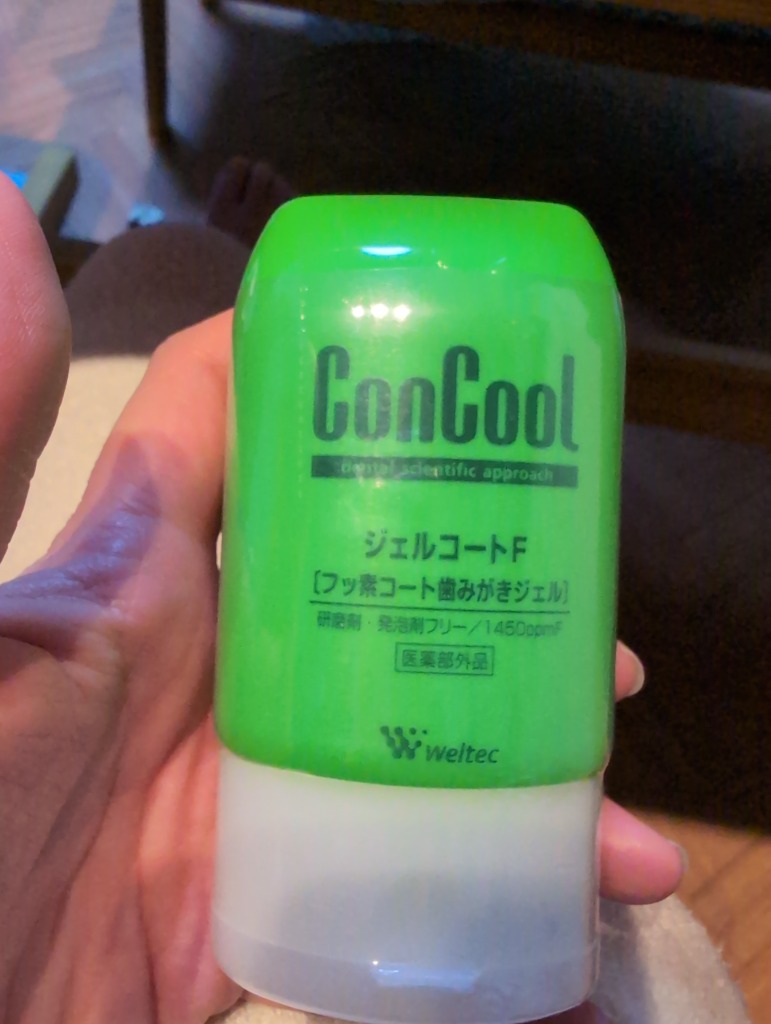 ConCool
dental scientific approach
ジェルコートF
[フッ素コート歯みがきジェル]
研磨剤・発泡剤フリー/1450ppmF
医薬部外品
weltec